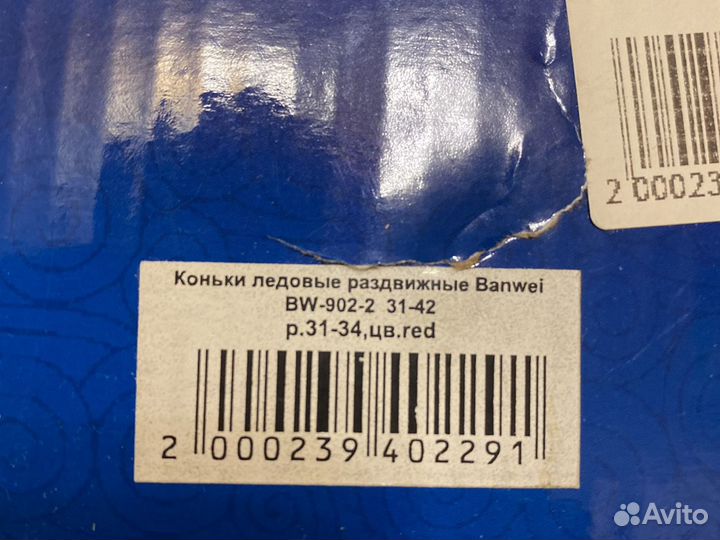 2 00023
Коньки ледовые раздвижные Banwei
BW-902-2 31-42
р.31-34,цв.red
2 000239 402291
Avito